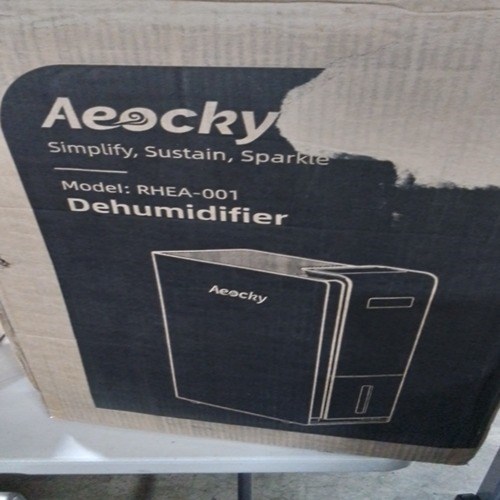 Aeocky
Simplify, Sustain, Sparkle
Model: RHEA-001
Dehumidifier
Aeocky